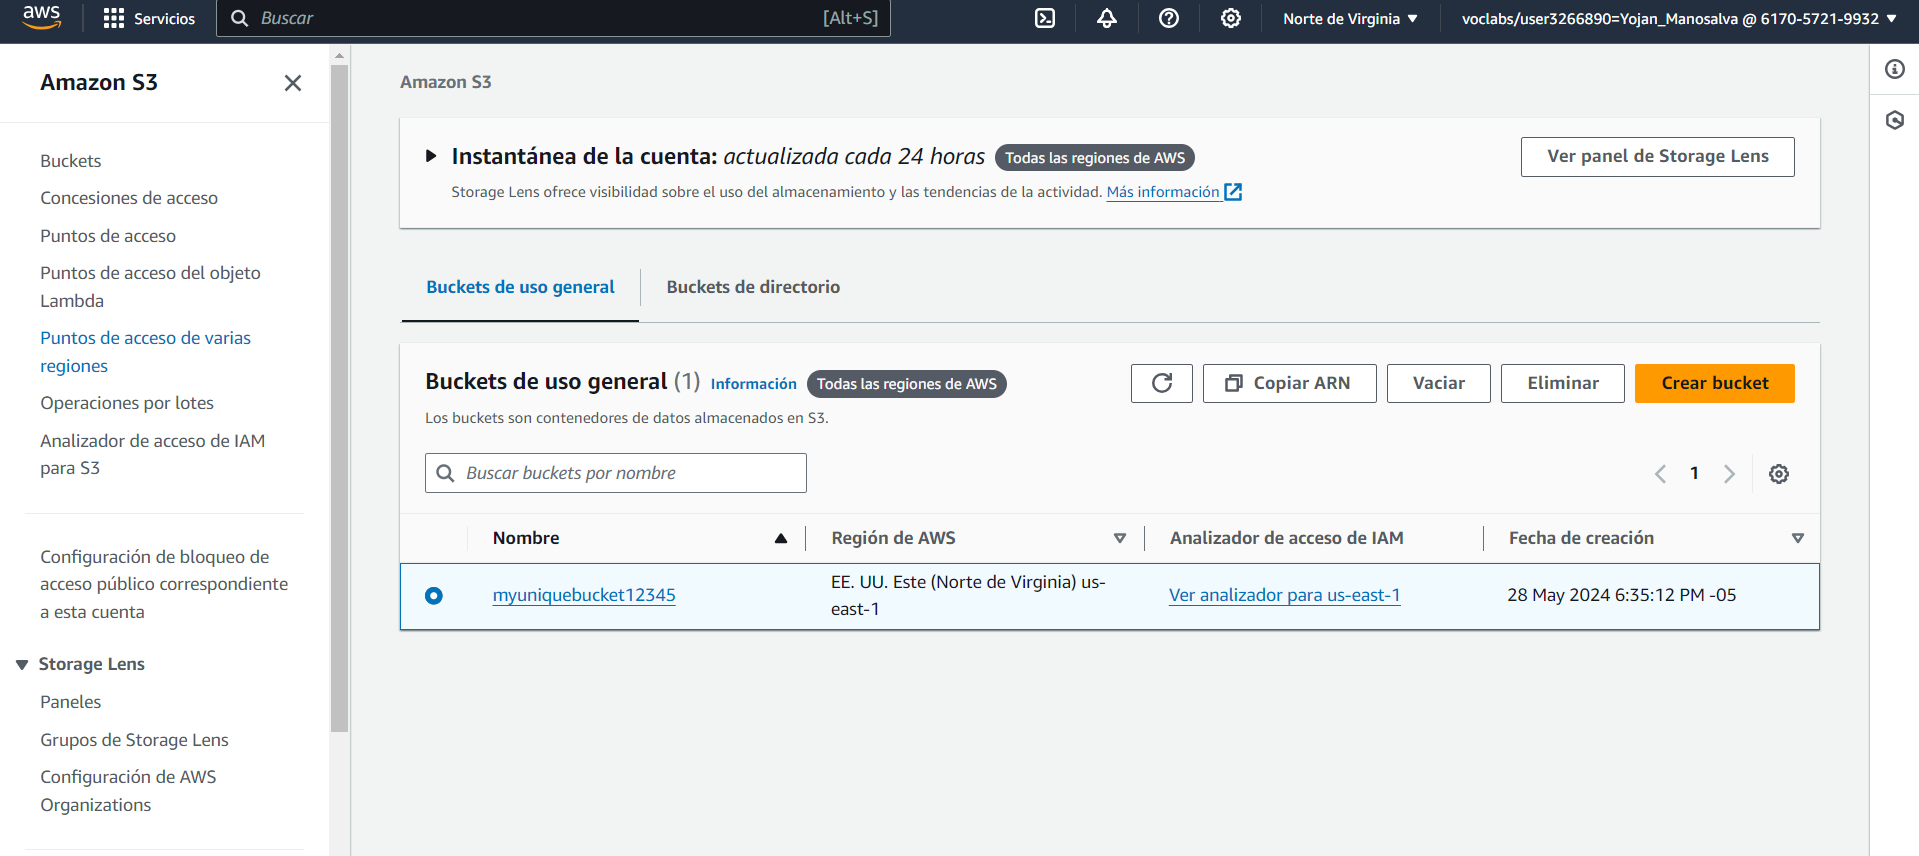 aws
Servicios
Buscar
[Alt+S]
Norte de Virginia
voclabs/user3266890=Yojan_Manosalva @ 6170-5721-9932
Amazon S3
Buckets
Concesiones de acceso
Puntos de acceso
Puntos de acceso del objeto
Lambda
Puntos de acceso de varias
regiones
Operaciones por lotes
Analizador de acceso de IAM
para S3
Configuración de bloqueo de
acceso público correspondiente
a esta cuenta
Storage Lens
Paneles
Grupos de Storage Lens
Configuración de AWS
Organizations
Amazon S3
Instantánea de la cuenta: actualizada cada 24 horas
Todas las regiones de AWS
Ver panel de Storage Lens
Storage Lens ofrece visibilidad sobre el uso del almacenamiento y las tendencias de la actividad. Más información
Buckets de uso general
Buckets de directorio
Buckets de uso general (1)
Información
Todas las regiones de AWS
Copiar ARN
Vaciar
Eliminar
Crear bucket
Los buckets son contenedores de datos almacenados en S3.
Buscar buckets por nombre
1
Nombre
Región de AWS
Analizador de acceso de IAM
Fecha de creación
myuniquebucket12345
EE. UU. Este (Norte de Virginia) us-
east-1
Ver analizador para us-east-1
28 May 2024 6:35:12 PM -05